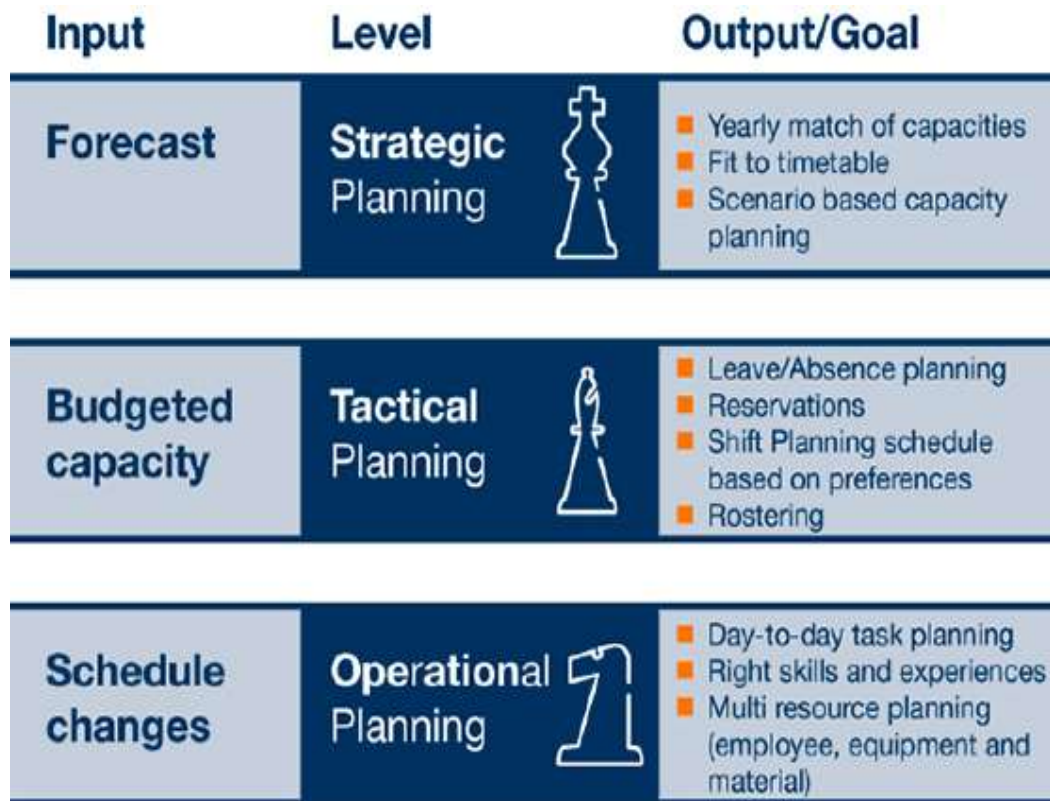 Input Level Output/Goal
Forecast
Strategic
Planning
Yearly match of capacities
Fit to timetable
Scenario based capacity
planning
Budgeted
capacity
Tactical
Planning
Leave/Absence planning
Reservations
Shift Planning schedule
based on preferences
Rostering
Schedule
changes
Operational
Planning
Day-to-day task planning
Right skills and experiences
Multi resource planning
(employee, equipment and
material)